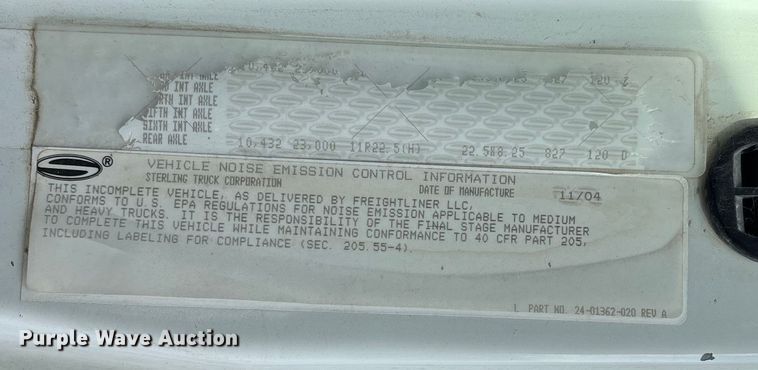 INT AXLE
INT AXLE
INT AXLE
FIFTH INT AXLE
SIXTH INT AXLE
REAR AXLE 10,432 23,000 11R22.5(H) 22.5X8.25 827 120 D
S®
VEHICLE NOISE EMISSION CONTROL INFORMATION
STERLING TRUCK CORPORATION DATE OF MANUFACTURE 11/04
THIS INCOMPLETE VEHICLE, AS DELIVERED BY FREIGHTLINER LLC,
CONFORMS TO U.S. EPA REGULATIONS FOR NOISE EMISSION APPLICABLE TO MEDIUM
AND HEAVY TRUCKS. IT IS THE RESPONSIBILITY OF THE FINAL STAGE MANUFACTURER
TO COMPLETE THIS VEHICLE WHILE MAINTAINING CONFORMANCE TO 40 CFR PART 205,
INCLUDING LABELING FOR COMPLIANCE (SEC. 205.55-4).
L PART NO. 24-01362-020 REV A
Purple Wave Auction